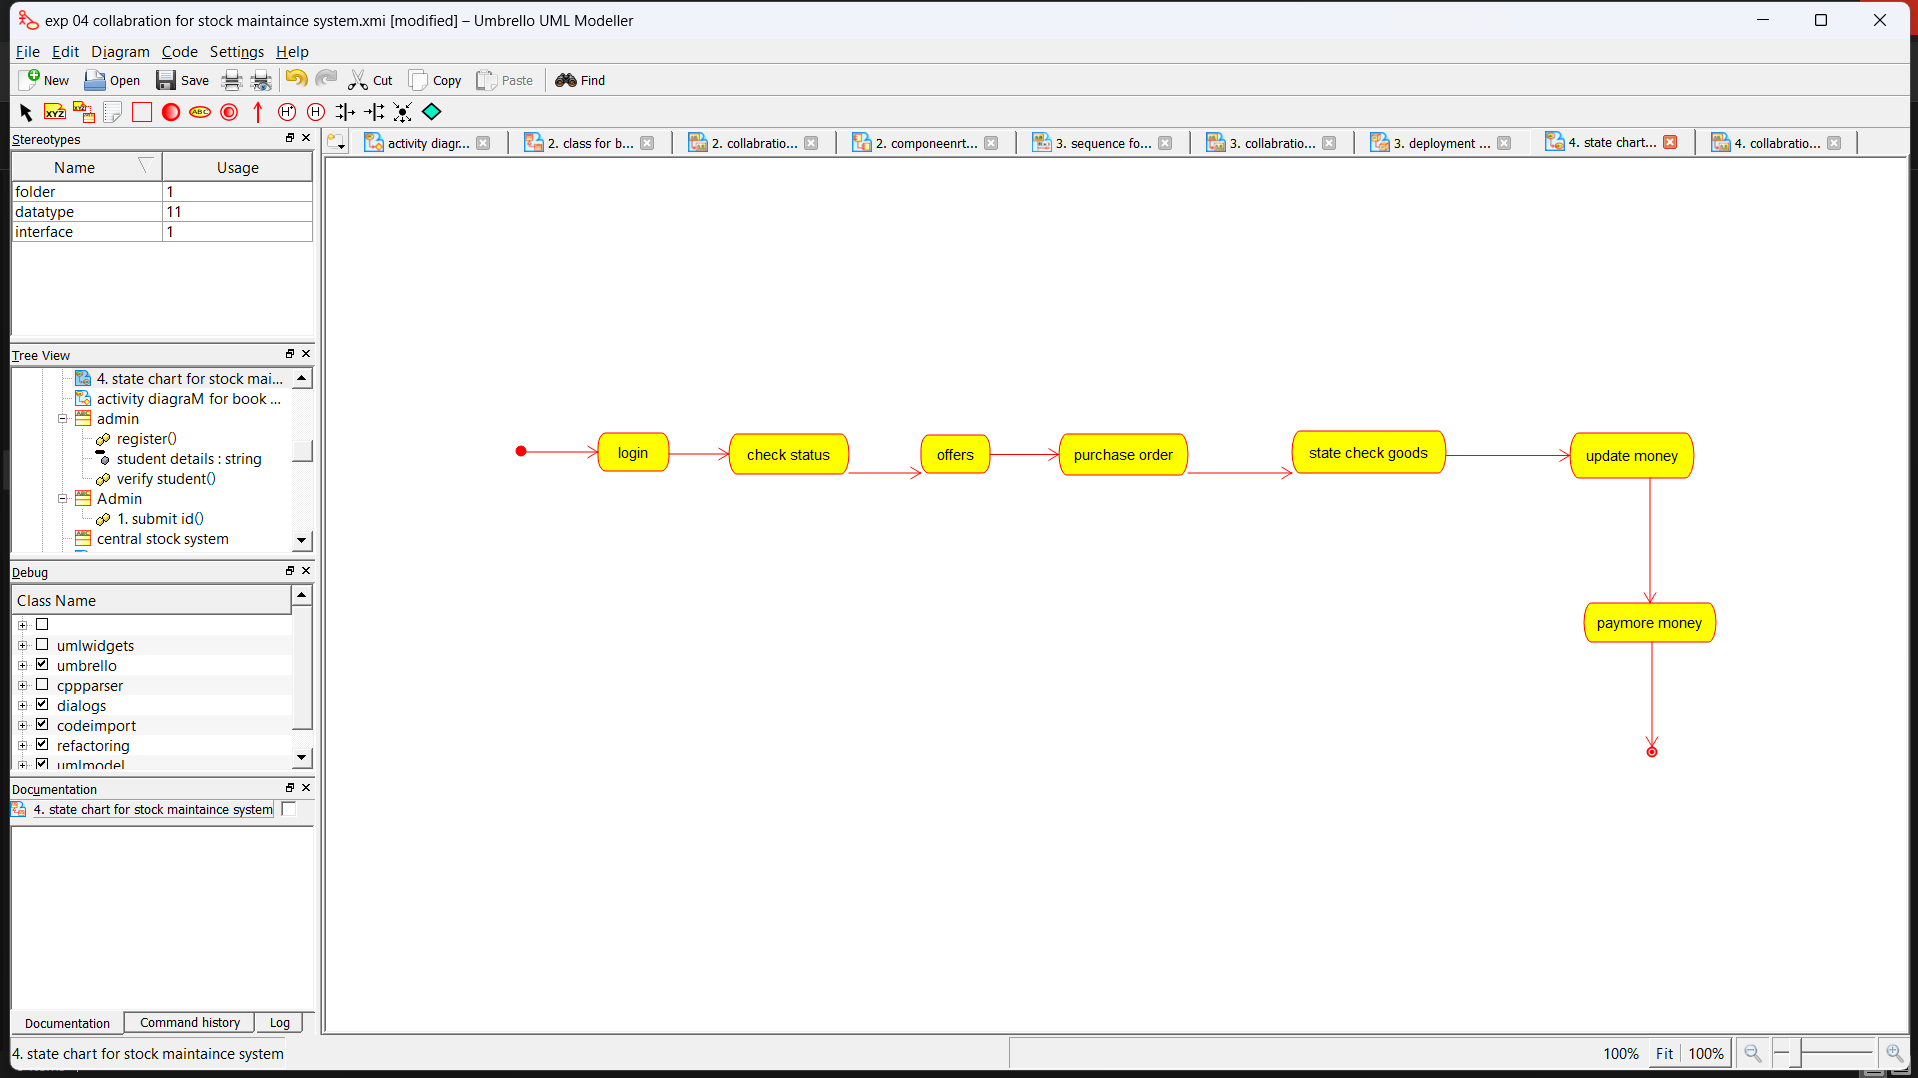 exp 04 collabration for stock maintaince system.xmi [modified] – Umbrello UML Modeller
File Edit Diagram Code Settings Help
New Open Save Cut Copy Paste Find
XYZ XYZ ABC H* H
Stereotypes
activity diagr... 2. class for b... 2. collabratio... 2. componeenrt... 3. sequence fo... 3. collabratio... 3. deployment ... 4. state chart... 4. collabratio...
Name Usage
folder 1
datatype 11
interface 1
Tree View
4. state chart for stock mai...
activity diagraM for book ...
admin
register()
student details : string
verify student()
Admin
1. submit id()
central stock system
login
check status
offers
purchase order
state check goods
update money
paymore money
Debug
Class Name
umlwidgets
umbrello
cppparser
dialogs
codeimport
refactoring
umlmodel
Documentation
4. state chart for stock maintaince system
Documentation Command history Log
4. state chart for stock maintaince system
100% Fit 100%